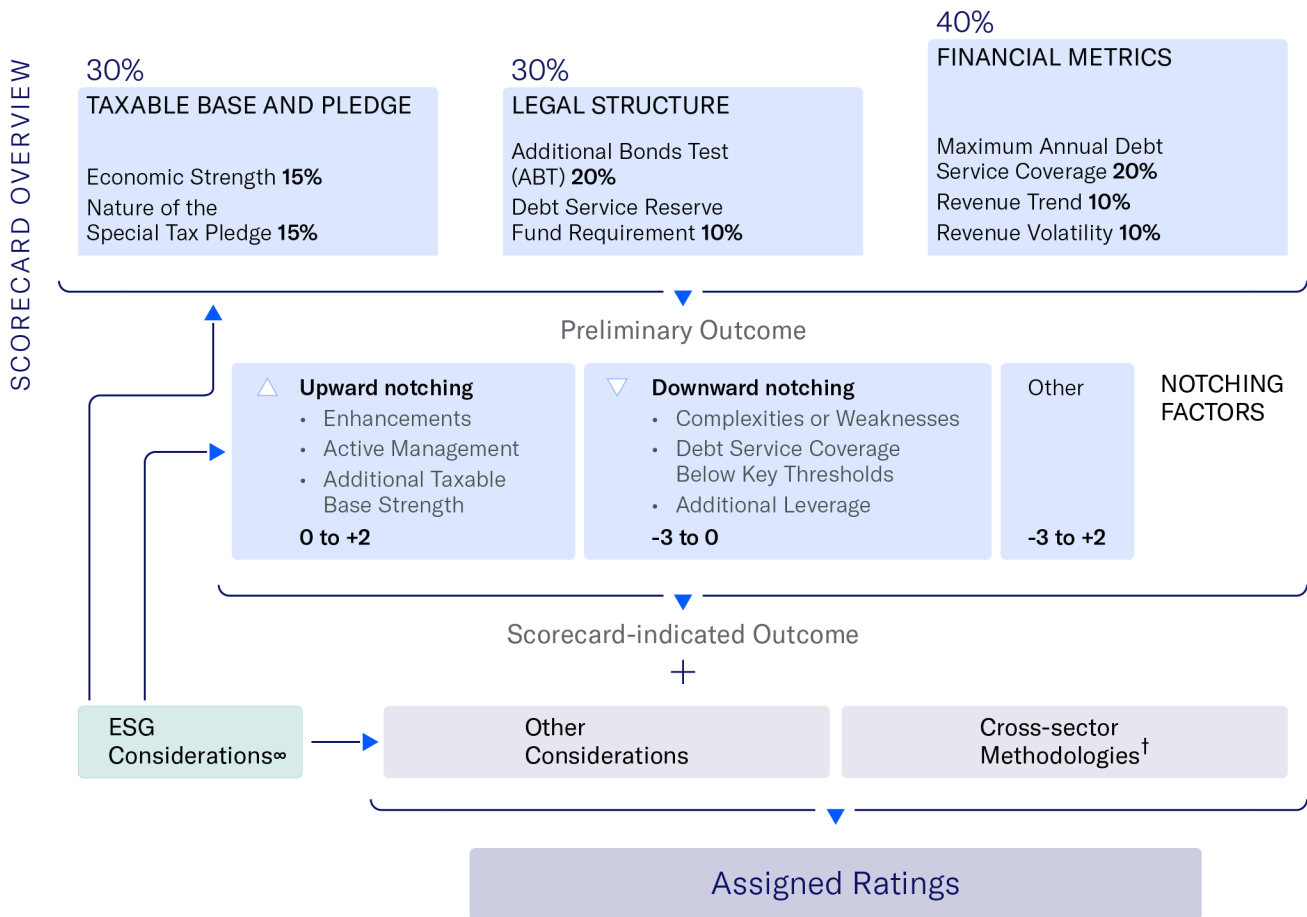 SCORECARD OVERVIEW
30%
TAXABLE BASE AND PLEDGE
Economic Strength 15%
Nature of the
Special Tax Pledge 15%
30%
LEGAL STRUCTURE
Additional Bonds Test
(ABT) 20%
Debt Service Reserve
Fund Requirement 10%
40%
FINANCIAL METRICS
Maximum Annual Debt
Service Coverage 20%
Revenue Trend 10%
Revenue Volatility 10%
Preliminary Outcome
Upward notching
• Enhancements
• Active Management
• Additional Taxable
Base Strength
0 to +2
Downward notching
• Complexities or Weaknesses
• Debt Service Coverage
Below Key Thresholds
• Additional Leverage
-3 to 0
Other
-3 to +2
NOTCHING
FACTORS
Scorecard-indicated Outcome
+
ESG
Considerations∞
Other
Considerations
Cross-sector
Methodologies†
Assigned Ratings